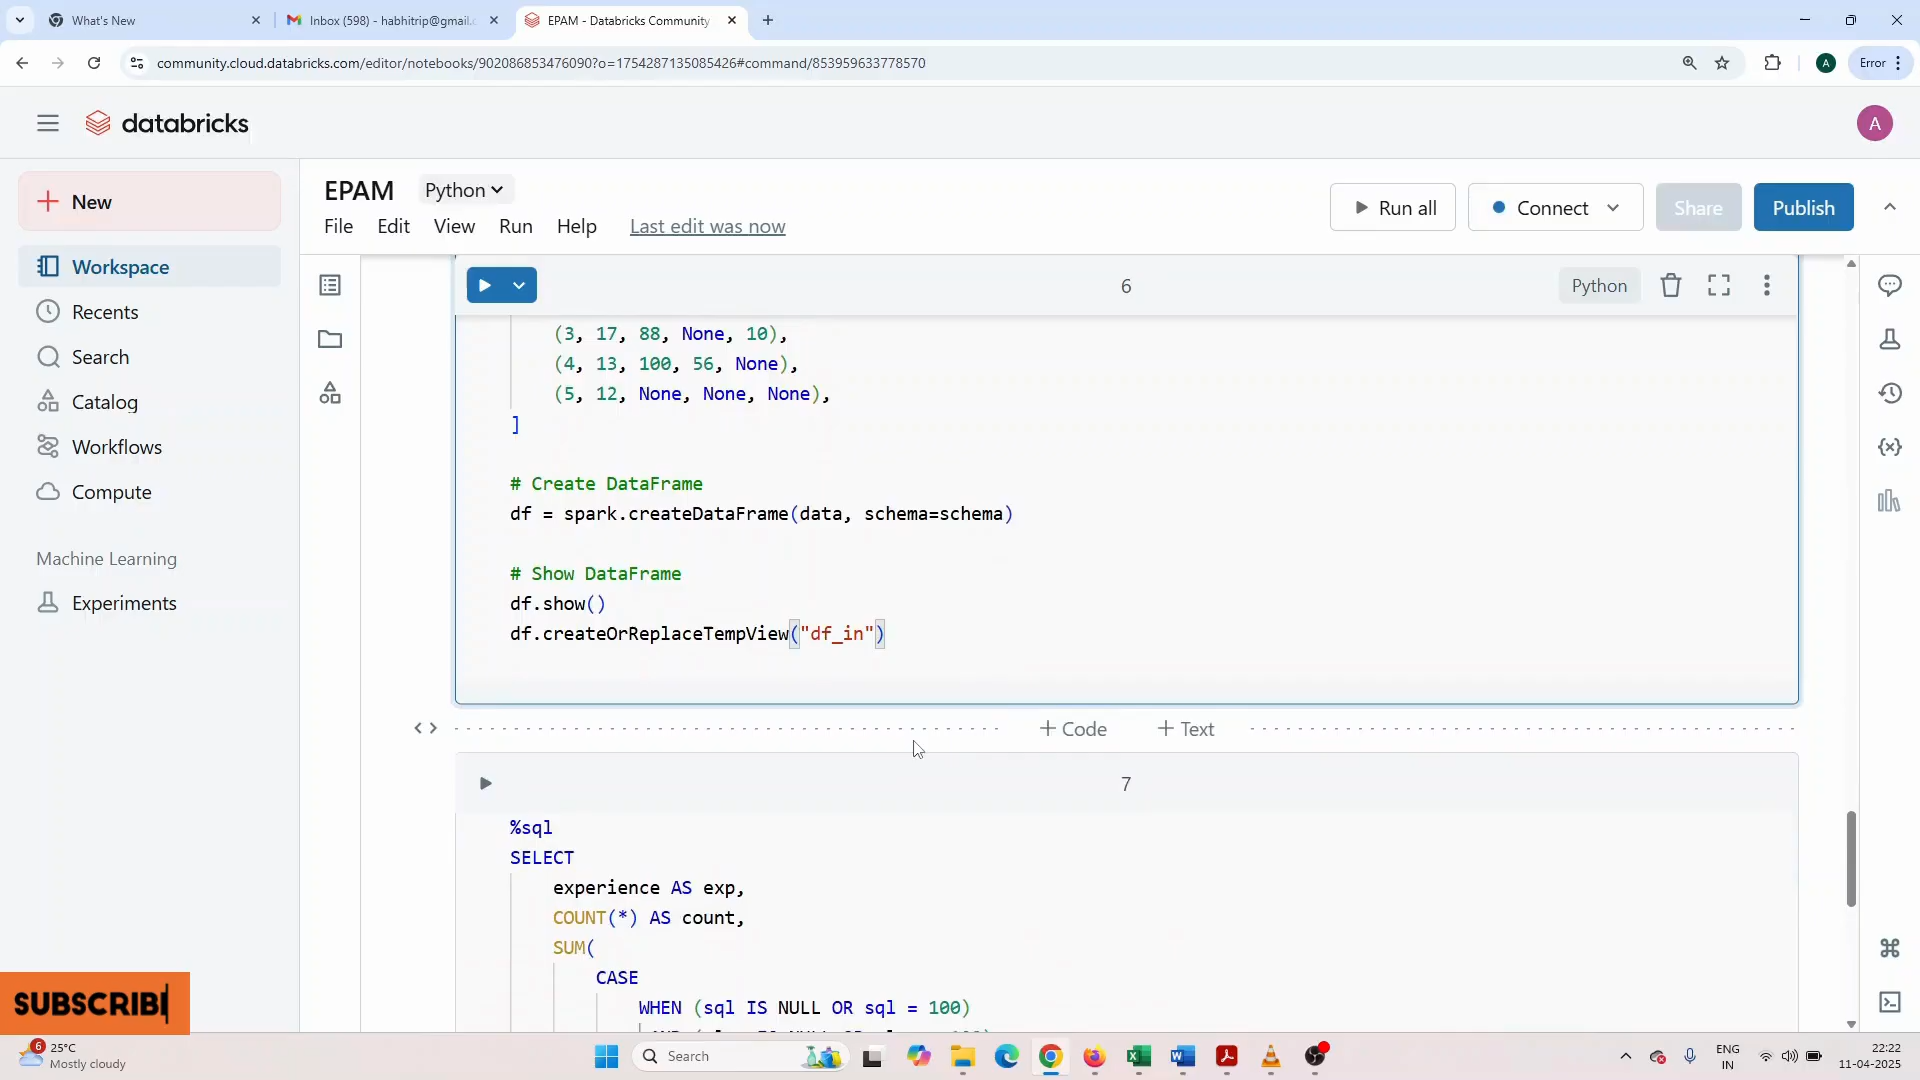 What's New
Inbox (598) - habhitrip@gmail.c
EPAM - Databricks Community
community.cloud.databricks.com/editor/notebooks/902086853476090?o=1754287135085426#command/853959633778570
A
Error
databricks
A
New
Workspace
Recents
Search
Catalog
Workflows
Compute
Machine Learning
Experiments
EPAM
Python
File
Edit
View
Run
Help
Last edit was now
Run all
Connect
Share
Publish
6
Python
(3, 17, 88, None, 10),
(4, 13, 100, 56, None),
(5, 12, None, None, None),
]
# Create DataFrame
df = spark.createDataFrame(data, schema=schema)
# Show DataFrame
df.show()
df.createOrReplaceTempView("df_in")
+ Code
+ Text
7
%sql
SELECT
experience AS exp,
COUNT(*) AS count,
SUM(
CASE
WHEN (sql IS NULL OR sql = 100)
SUBSCRIBI
6
25°C
Mostly cloudy
Search
ENG
IN
22:22
11-04-2025